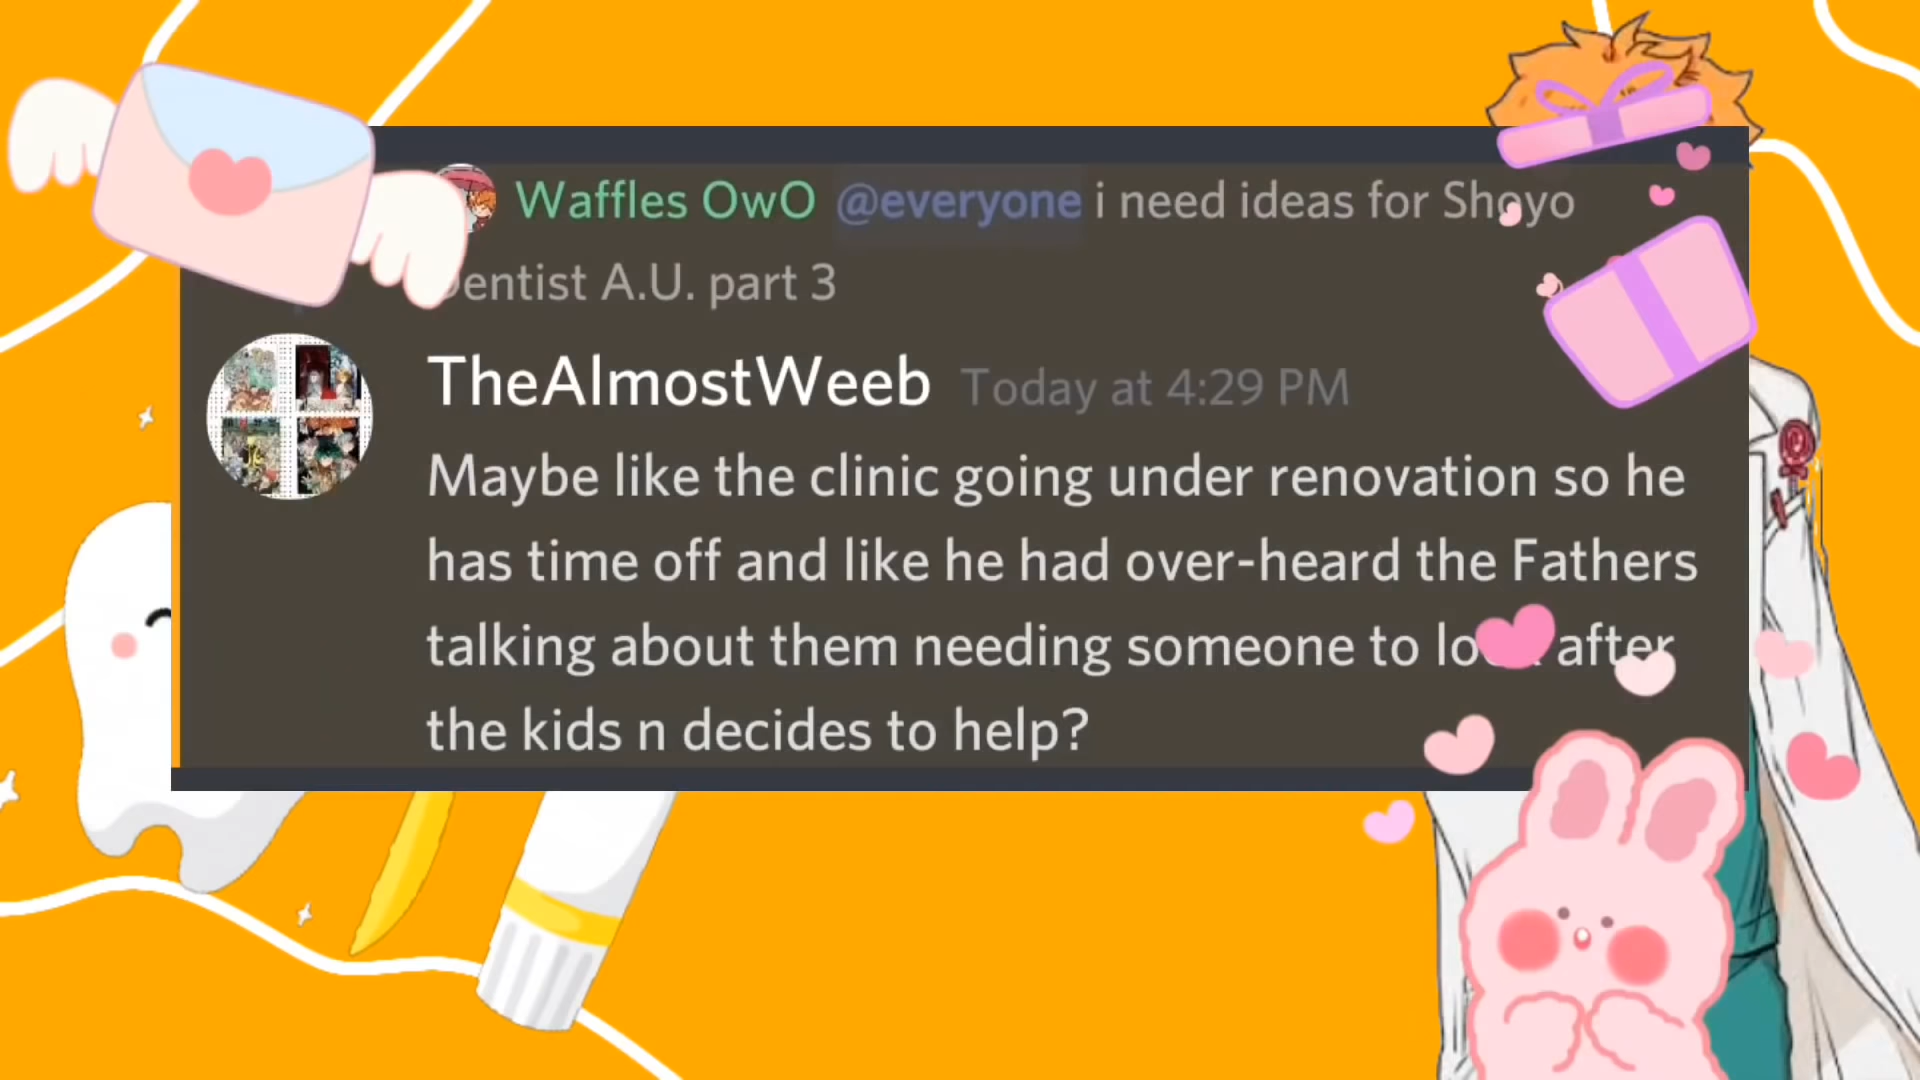 Waffles OwO @everyone i need ideas for Shoyo
Dentist A.U. part 3
TheAlmostWeeb Today at 4:29 PM
Maybe like the clinic going under renovation so he
has time off and like he had over-heard the Fathers
talking about them needing someone to look after
the kids n decides to help?